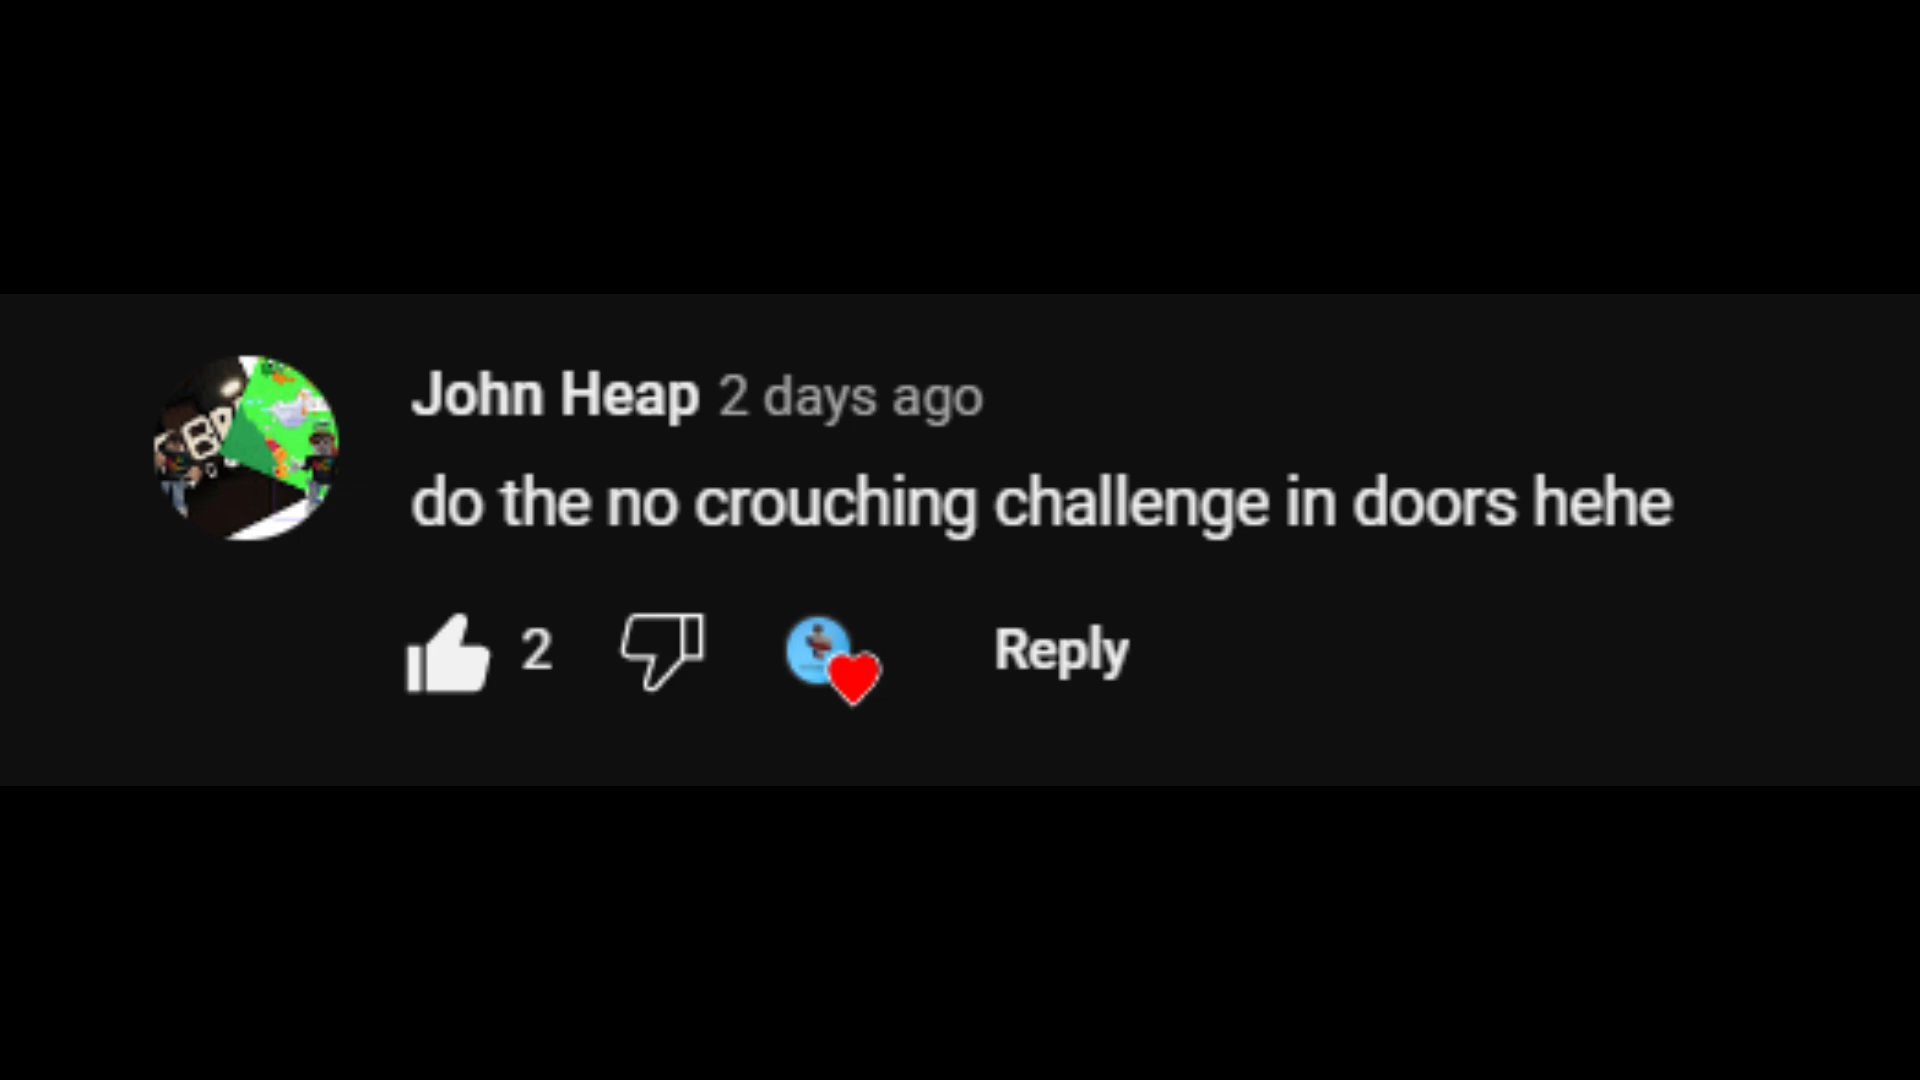 John Heap 2 days ago
do the no crouching challenge in doors hehe
2 Reply